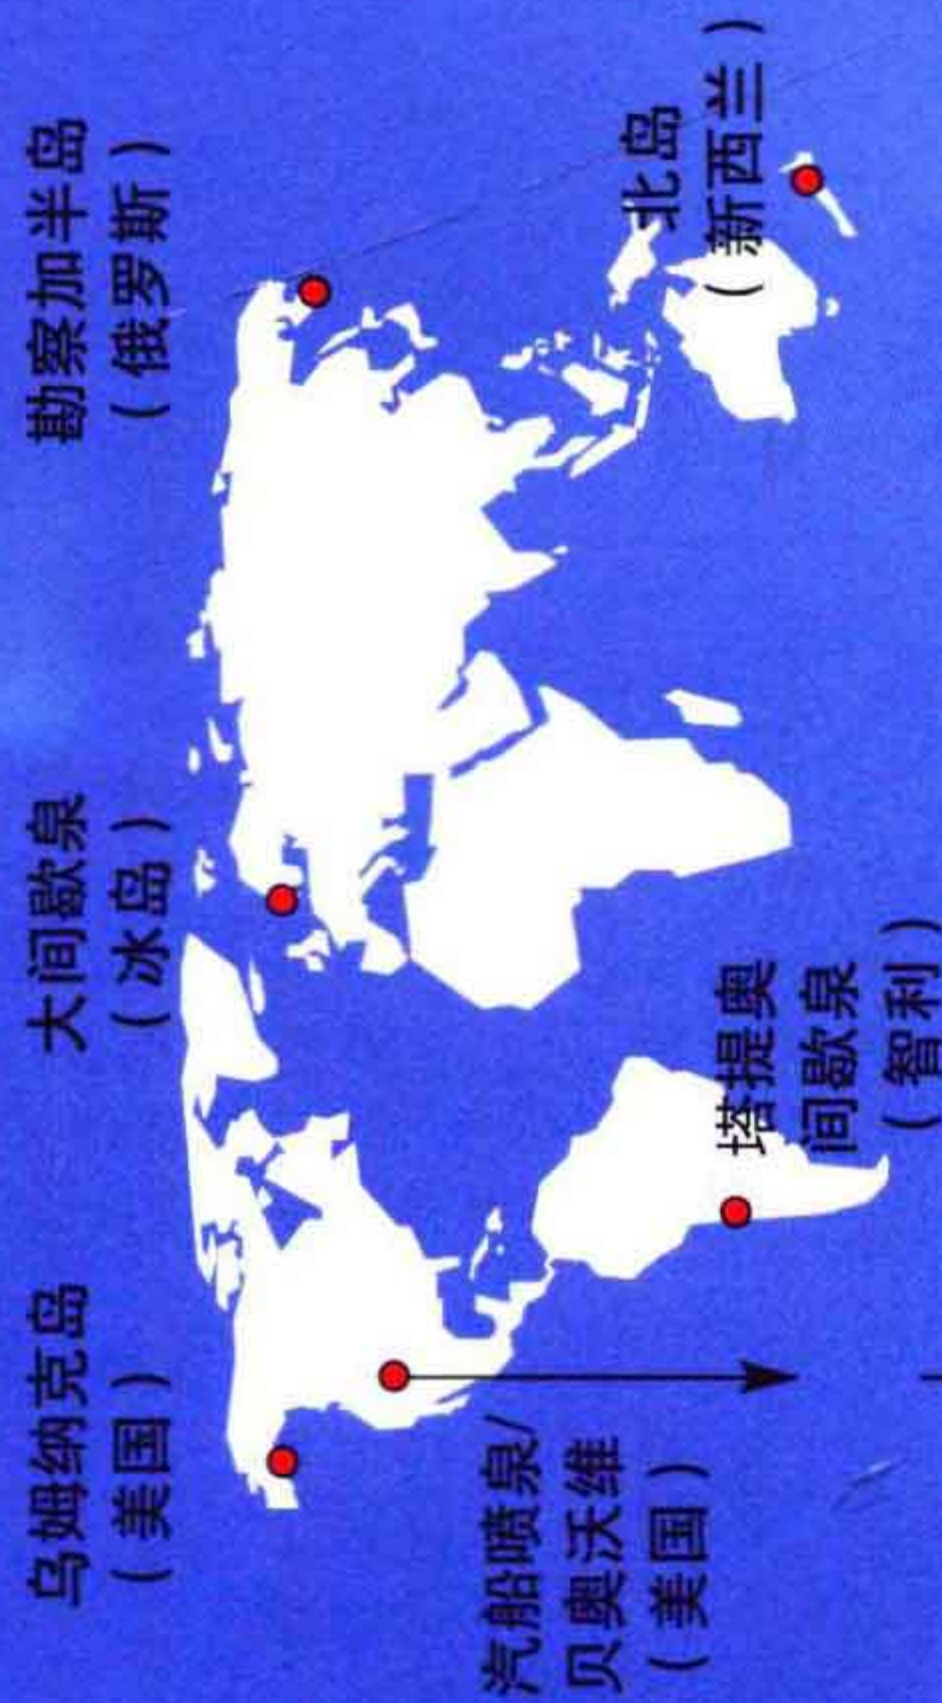 乌姆纳克岛
（美国）
大间歇泉
（冰岛）
勘察加半岛
（俄罗斯）
汽船喷泉/
贝奥沃维
（美国）
塔提奥
间歇泉
（智利）
北岛
（新西兰）